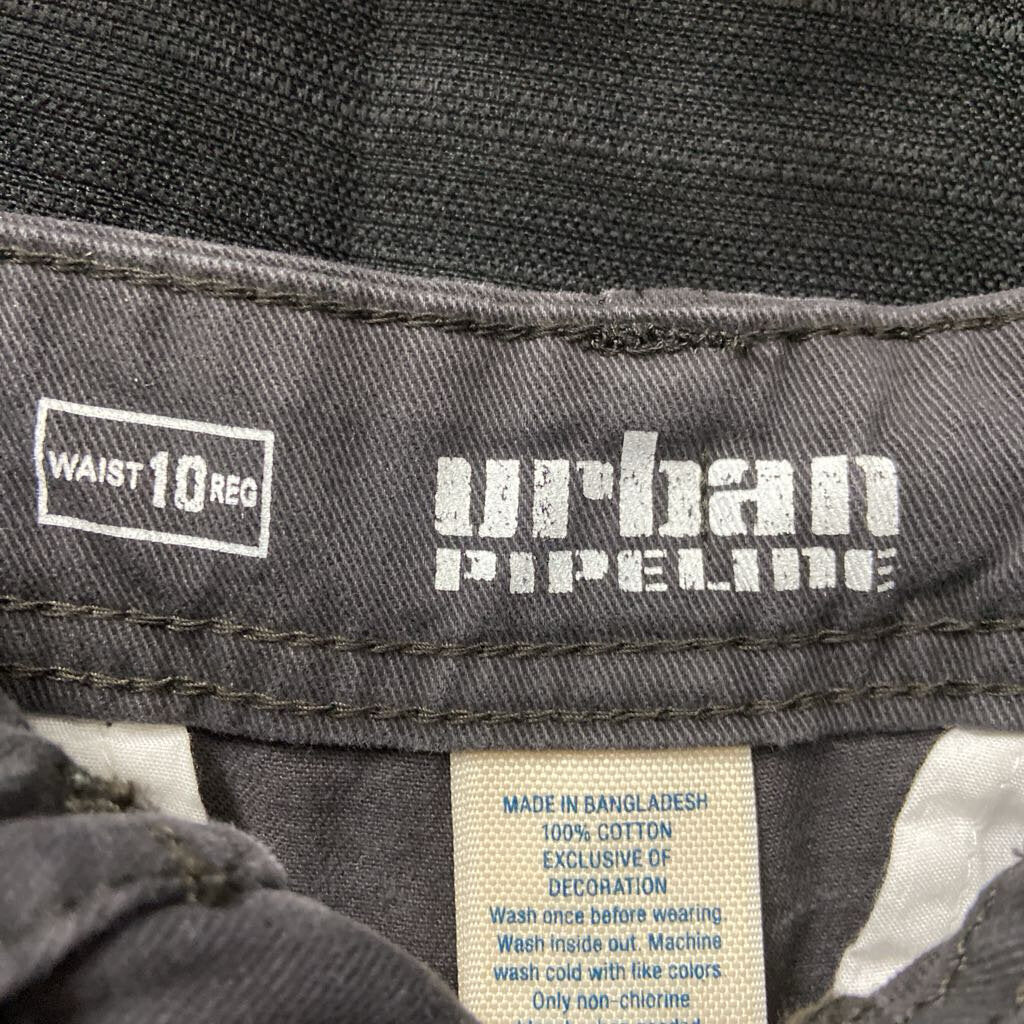 WAIST 10 REG
urban
PIPELINE
MADE IN BANGLADESH
100% COTTON
EXCLUSIVE OF
DECORATION
Wash once before wearing
Wash inside out. Machine
wash cold with like colors
Only non-chlorine